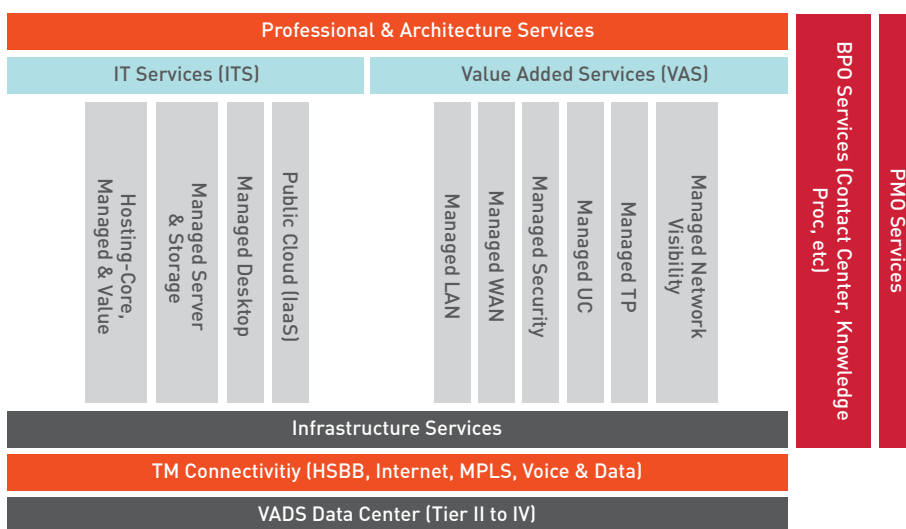 Professional & Architecture Services
IT Services (ITS)
Value Added Services (VAS)
Hosting-Core,
Managed & Value
Managed Server
& Storage
Managed Desktop
Public Cloud (IaaS)
Managed LAN
Managed WAN
Managed Security
Managed UC
Managed TP
Managed Network
Visibility
BPO Services (Contact Center, Knowledge
Proc, etc)
PMO Services
Infrastructure Services
TM Connectivitiy (HSBB, Internet, MPLS, Voice & Data)
VADS Data Center (Tier II to IV)